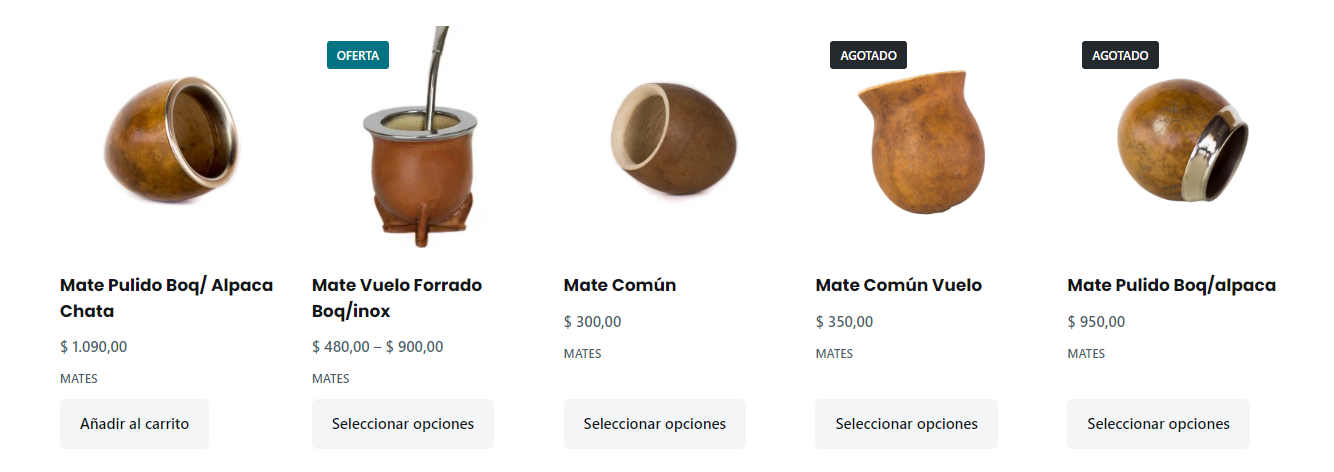 OFERTA
AGOTADO
AGOTADO
Mate Pulido Boq/ Alpaca
Chata
$ 1.090,00
MATES
Añadir al carrito
Mate Vuelo Forrado
Boq/inox
$ 480,00 – $ 900,00
MATES
Seleccionar opciones
Mate Común
$ 300,00
MATES
Seleccionar opciones
Mate Común Vuelo
$ 350,00
MATES
Seleccionar opciones
Mate Pulido Boq/alpaca
$ 950,00
MATES
Seleccionar opciones